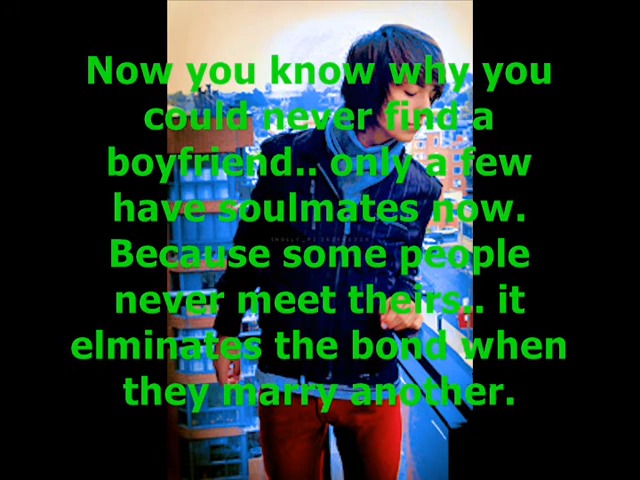 Now you know why you
could never find a
boyfriend.. only a few
have soulmates now.
Because some people
never meet theirs.. it
elminates the bond when
they marry another.